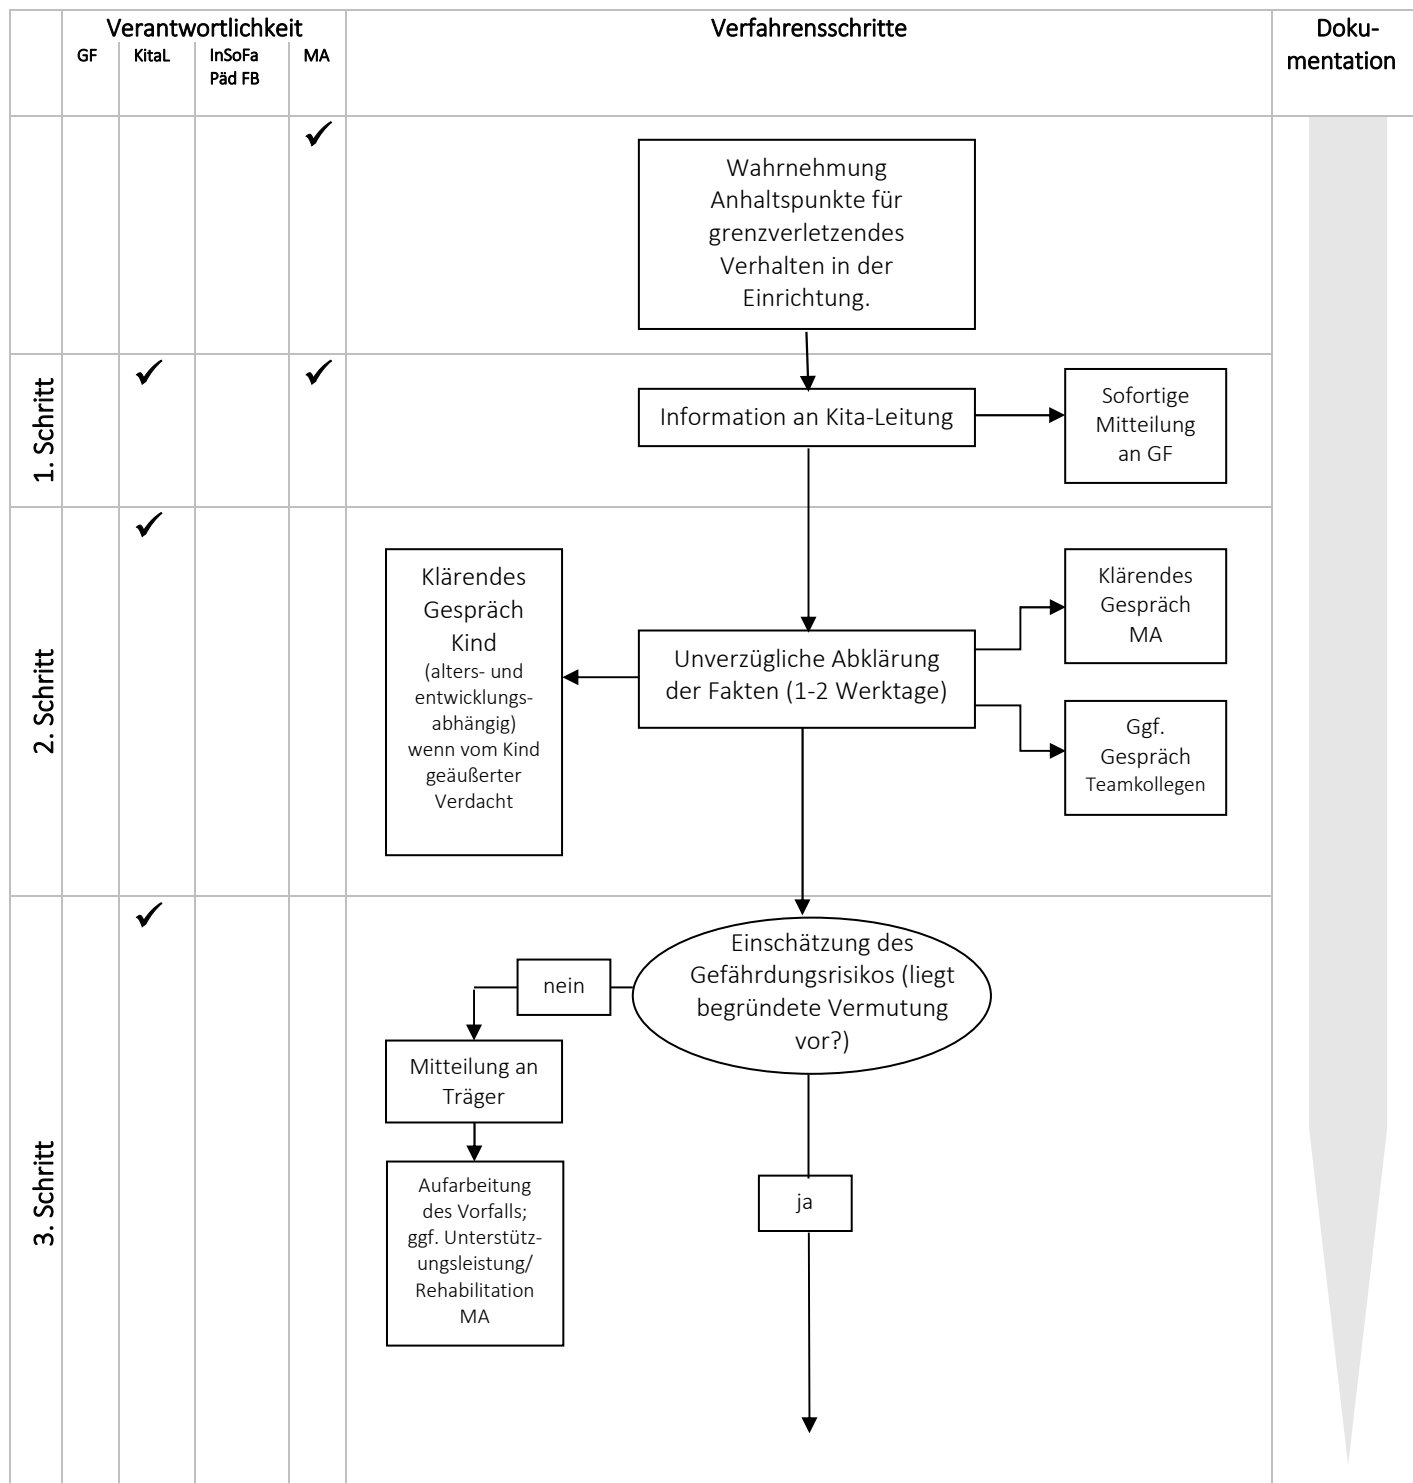 Verantwortlichkeit
Verfahrensschritte
Doku-
mentation
GF
KitaL
InSoFa
Päd FB
MA
✓
Wahrnehmung
Anhaltspunkte für
grenzverletzendes
Verhalten in der
Einrichtung.
1. Schritt
✓
✓
Information an Kita-Leitung
Sofortige
Mitteilung
an GF
2. Schritt
✓
Klärendes
Gespräch
Kind
(alters- und
entwicklungs-
abhängig)
wenn vom Kind
geäußerter
Verdacht
Unverzügliche Abklärung
der Fakten (1-2 Werktage)
Klärendes
Gespräch
MA
Ggf.
Gespräch
Teamkollegen
3. Schritt
✓
Einschätzung des
Gefährdungsrisikos (liegt
begründete Vermutung
vor?)
nein
Mitteilung an
Träger
Aufarbeitung
des Vorfalls;
ggf. Unterstütz-
ungsleistung/
Rehabilitation
MA
ja